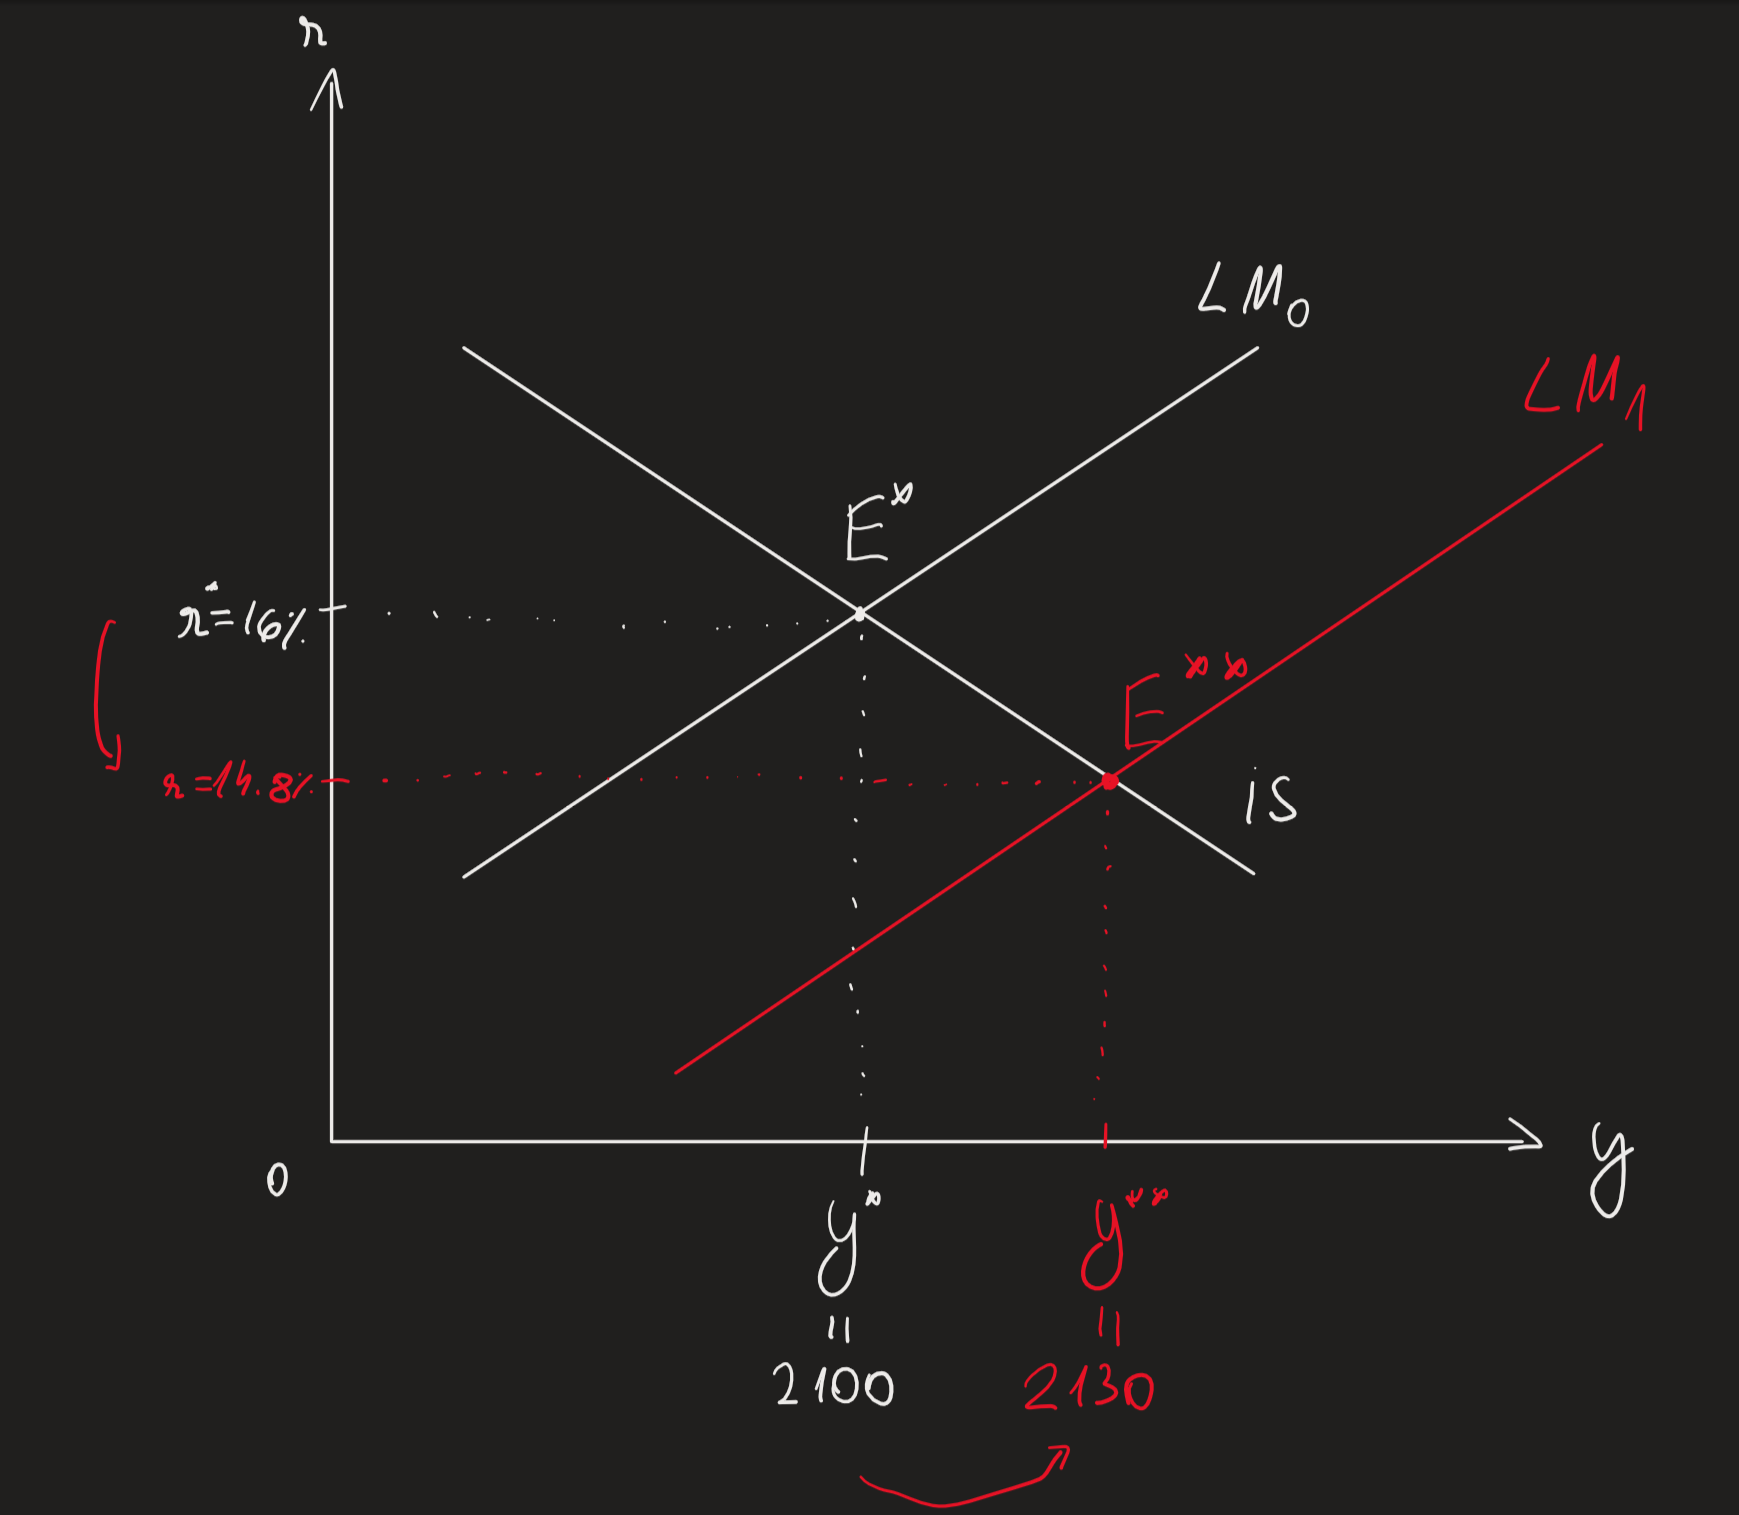 r
LM₀
LM₁
E*
r*=16%
E**
r=14.8%
IS
0
y
y*
y**
=
=
2100
2130